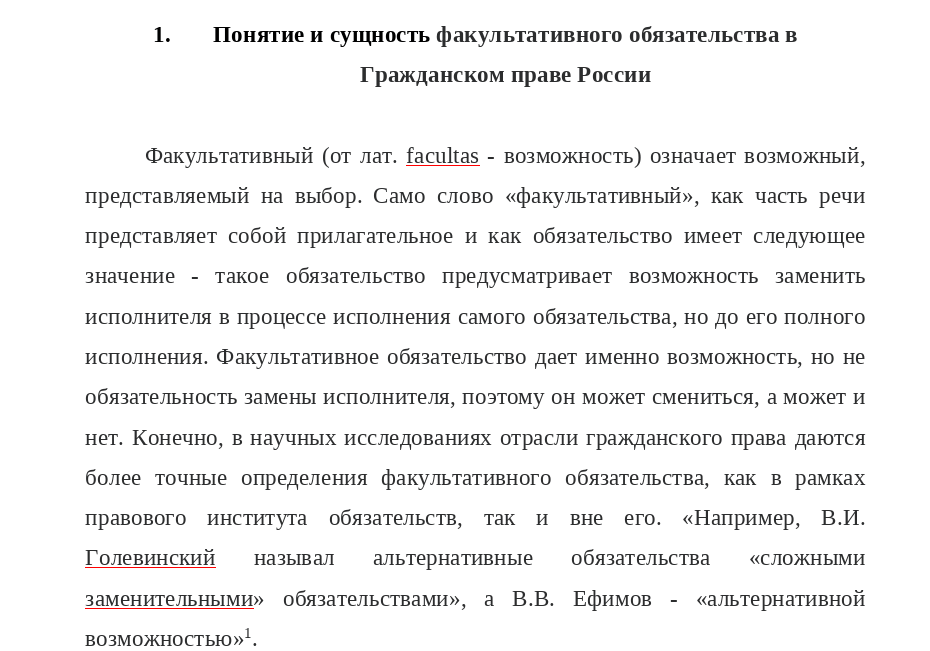 1. Понятие и сущность факультативного обязательства в
Гражданском праве России
Факультативный (от лат. facultas - возможность) означает возможный,
представляемый на выбор. Само слово «факультативный», как часть речи
представляет собой прилагательное и как обязательство имеет следующее
значение - такое обязательство предусматривает возможность заменить
исполнителя в процессе исполнения самого обязательства, но до его полного
исполнения. Факультативное обязательство дает именно возможность, но не
обязательность замены исполнителя, поэтому он может смениться, а может и
нет. Конечно, в научных исследованиях отрасли гражданского права даются
более точные определения факультативного обязательства, как в рамках
правового института обязательств, так и вне его. «Например, В.И.
Голевинский называл альтернативные обязательства «сложными
заменительными» обязательствами», а В.В. Ефимов - «альтернативной
возможностью»1.